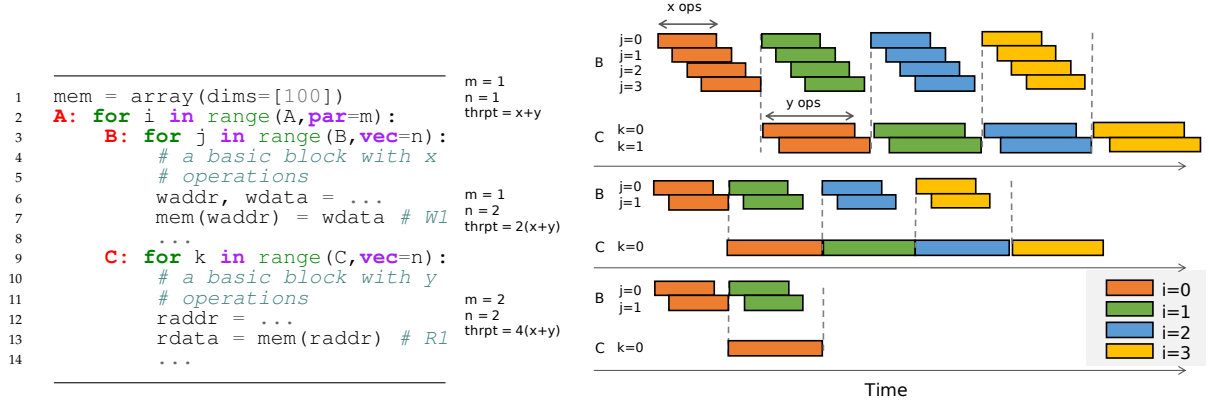 1 mem = array(dims=[100])
2 A: for i in range(A,par=m):
3 B: for j in range(B,vec=n):
4 # a basic block with x
5 # operations
6 waddr, wdata = ...
7 mem(waddr) = wdata # W1
8 ...
9 C: for k in range(C,vec=n):
10 # a basic block with y
11 # operations
12 raddr = ...
13 rdata = mem(raddr) # R1
14 ...
m = 1
n = 1
thrpt = x+y
m = 1
n = 2
thrpt = 2(x+y)
m = 2
n = 2
thrpt = 4(x+y)
x ops
j=0
j=1
B
j=2
j=3
y ops
C k=0
k=1
B j=0
j=1
C k=0
B j=0
j=1
C k=0
i=0
i=1
i=2
i=3
Time